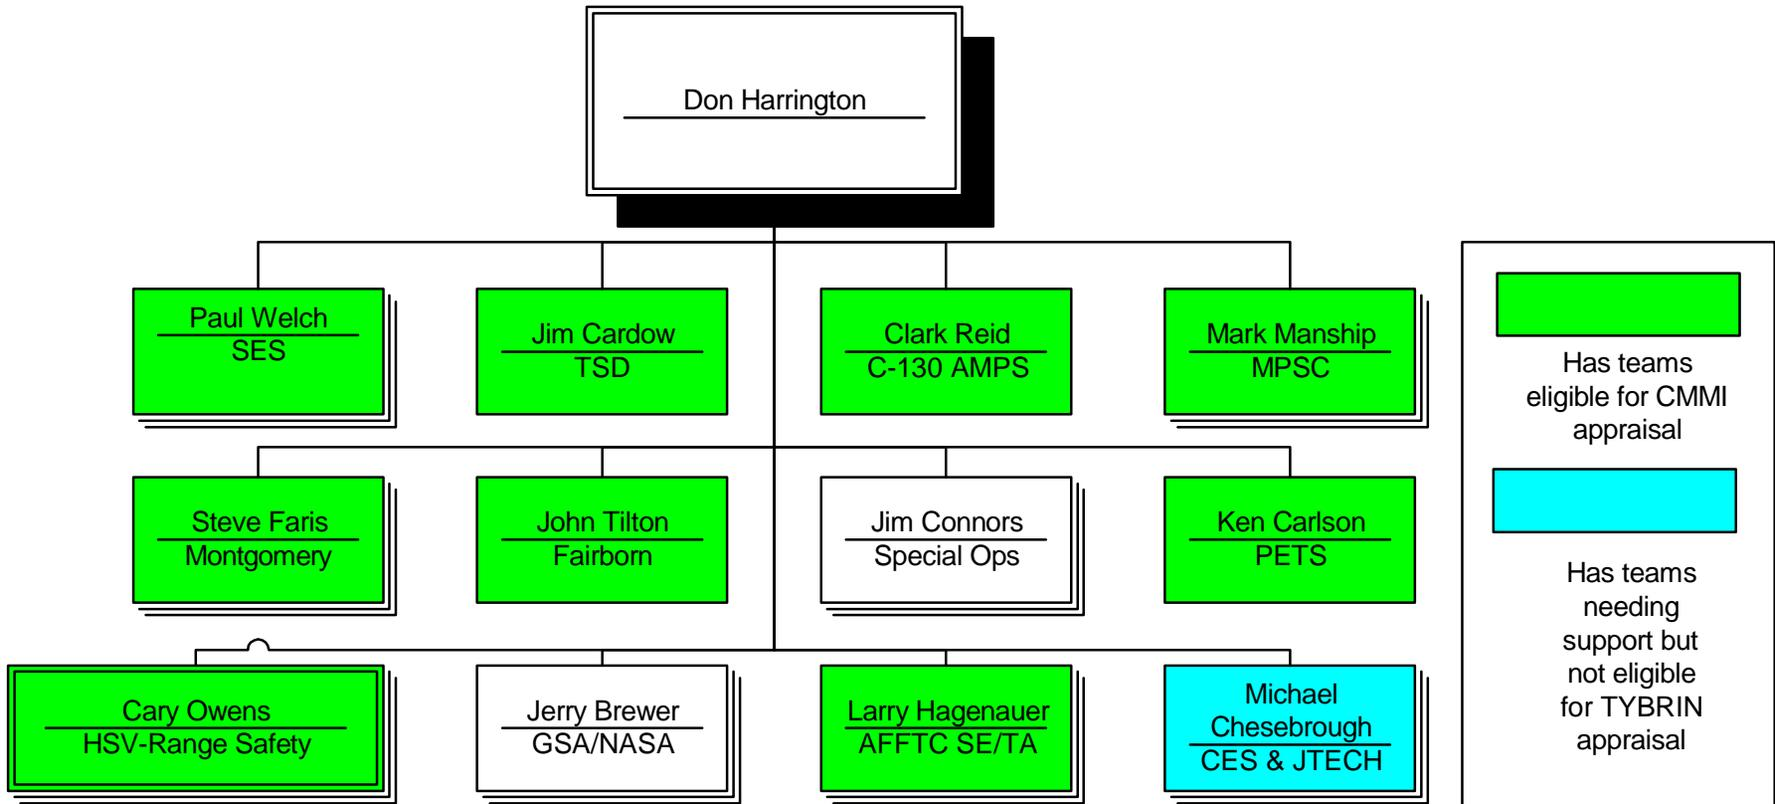 Don Harrington
Paul Welch
SES
Jim Cardow
TSD
Clark Reid
C-130 AMPS
Mark Manship
MPSC
Steve Faris
Montgomery
John Tilton
Fairborn
Jim Connors
Special Ops
Ken Carlson
PETS
Cary Owens
HSV-Range Safety
Jerry Brewer
GSA/NASA
Larry Hagenauer
AFFTC SE/TA
Michael
Chesebrough
CES & JTECH
Has teams
eligible for CMMI
appraisal
Has teams
needing
support but
not eligible
for TYBRIN
appraisal